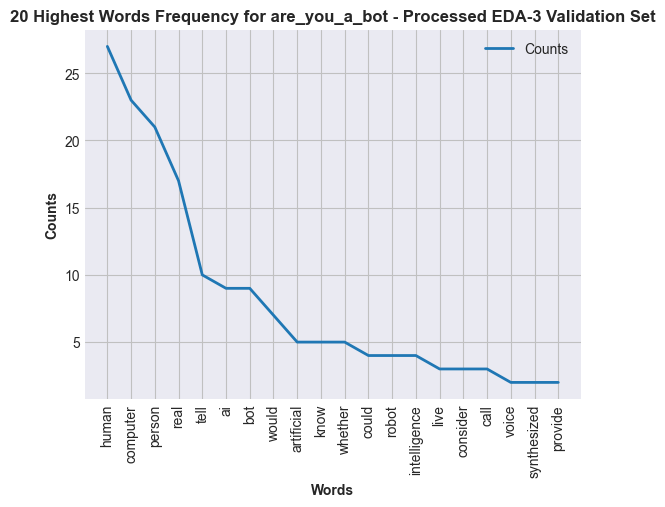 20 Highest Words Frequency for are_you_a_bot - Processed EDA-3 Validation Set
Counts
25
20
15
10
5
Counts
human
computer
person
real
tell
ai
bot
would
artificial
know
whether
could
robot
intelligence
live
consider
call
voice
synthesized
provide
Words